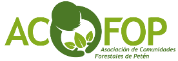 ACOFOP
Asociación de Comunidades
Forestales de Petén